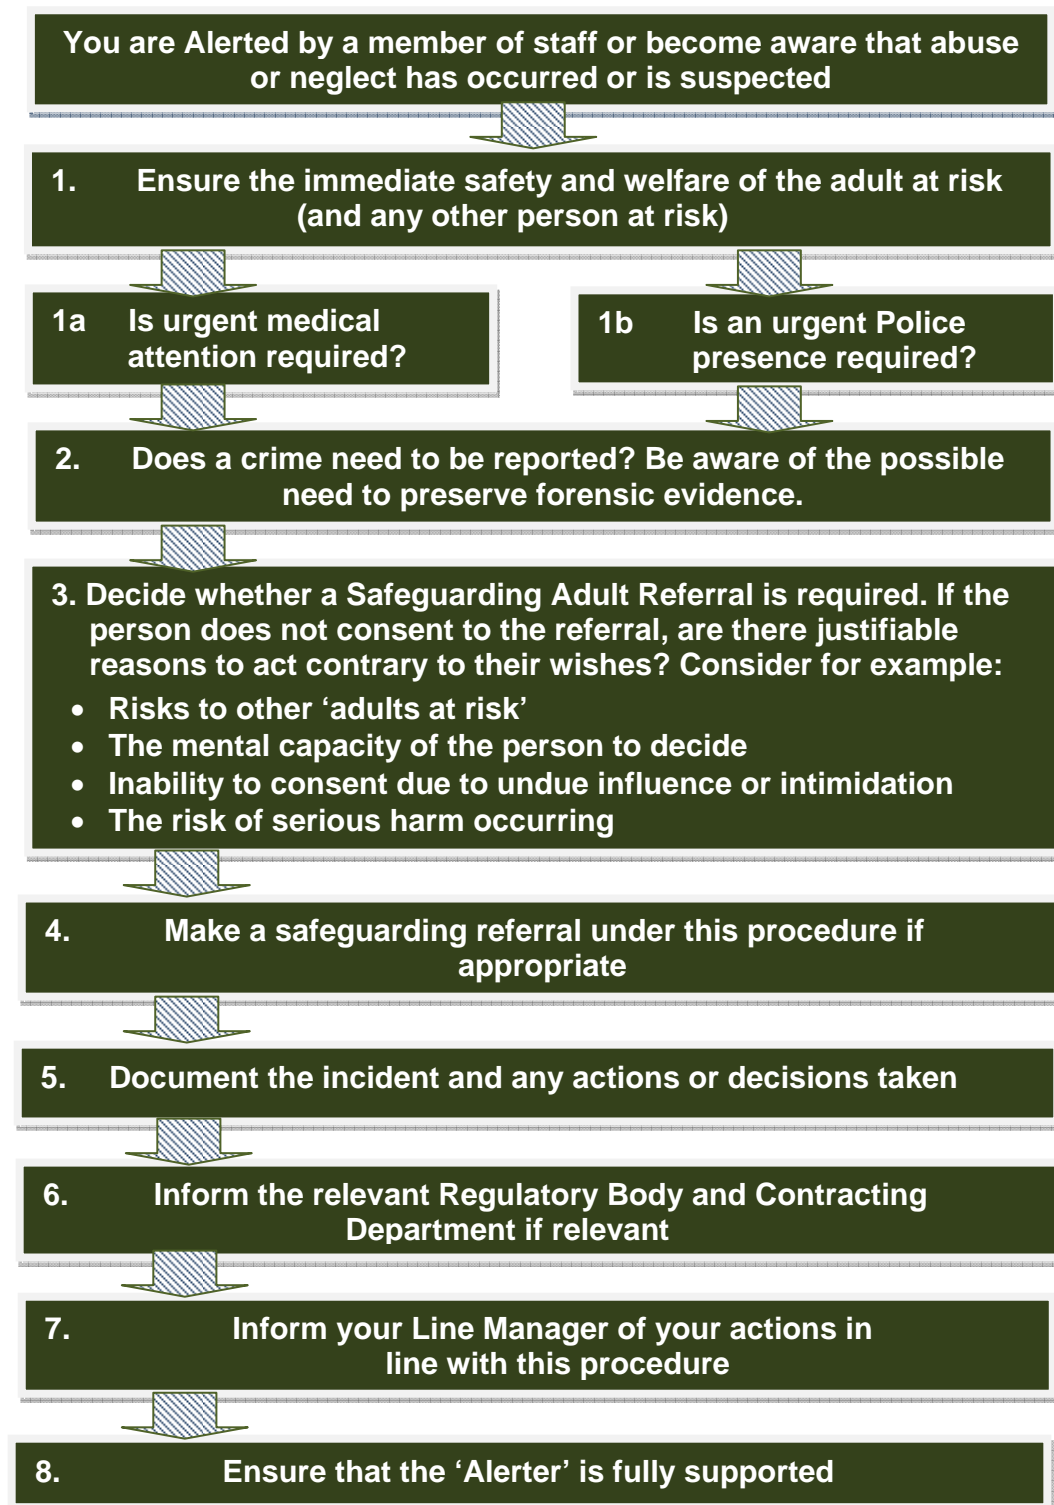 You are Alerted by a member of staff or become aware that abuse
or neglect has occurred or is suspected
1. Ensure the immediate safety and welfare of the adult at risk
(and any other person at risk)
1a Is urgent medical
attention required?
1b Is an urgent Police
presence required?
2. Does a crime need to be reported? Be aware of the possible
need to preserve forensic evidence.
3. Decide whether a Safeguarding Adult Referral is required. If the
person does not consent to the referral, are there justifiable
reasons to act contrary to their wishes? Consider for example:
• Risks to other ‘adults at risk’
• The mental capacity of the person to decide
• Inability to consent due to undue influence or intimidation
• The risk of serious harm occurring
4. Make a safeguarding referral under this procedure if
appropriate
5. Document the incident and any actions or decisions taken
6. Inform the relevant Regulatory Body and Contracting
Department if relevant
7. Inform your Line Manager of your actions in
line with this procedure
8. Ensure that the ‘Alerter’ is fully supported